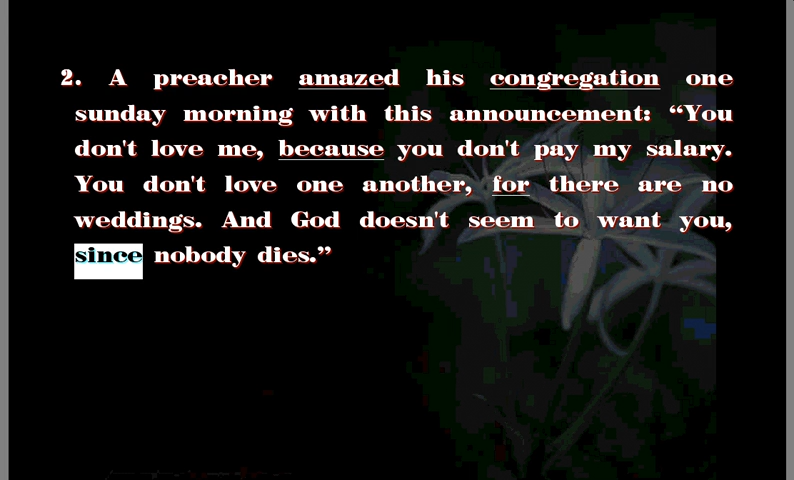 2. A preacher amazed his congregation one
sunday morning with this announcement: “You
don't love me, because you don't pay my salary.
You don't love one another, for there are no
weddings. And God doesn't seem to want you,
since nobody dies.”